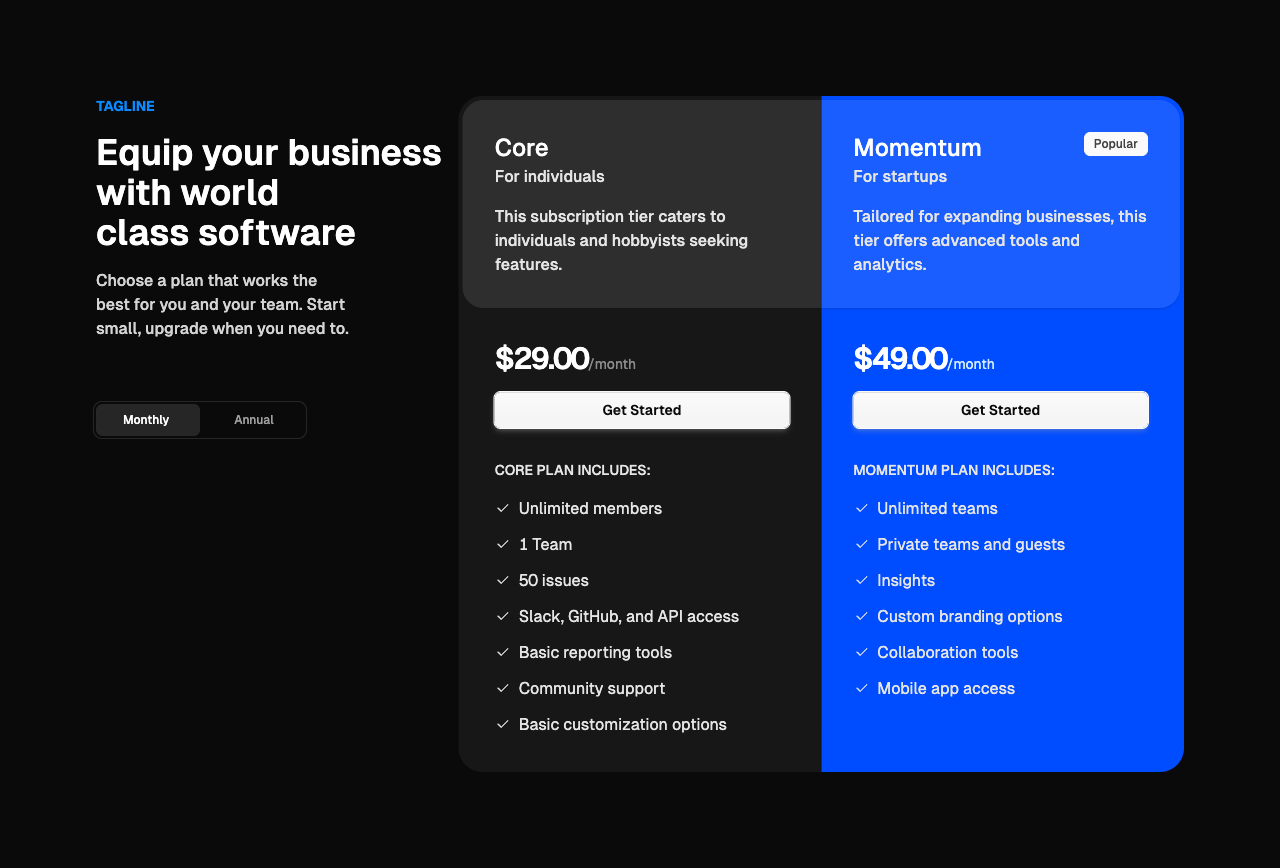 TAGLINE
Equip your business
with world
class software
Choose a plan that works the
best for you and your team. Start
small, upgrade when you need to.
Monthly
Annual
Core
For individuals
This subscription tier caters to
individuals and hobbyists seeking
features.
$29.00/month
Get Started
CORE PLAN INCLUDES:
Unlimited members
1 Team
50 issues
Slack, GitHub, and API access
Basic reporting tools
Community support
Basic customization options
Momentum
Popular
For startups
Tailored for expanding businesses, this
tier offers advanced tools and
analytics.
$49.00/month
Get Started
MOMENTUM PLAN INCLUDES:
Unlimited teams
Private teams and guests
Insights
Custom branding options
Collaboration tools
Mobile app access